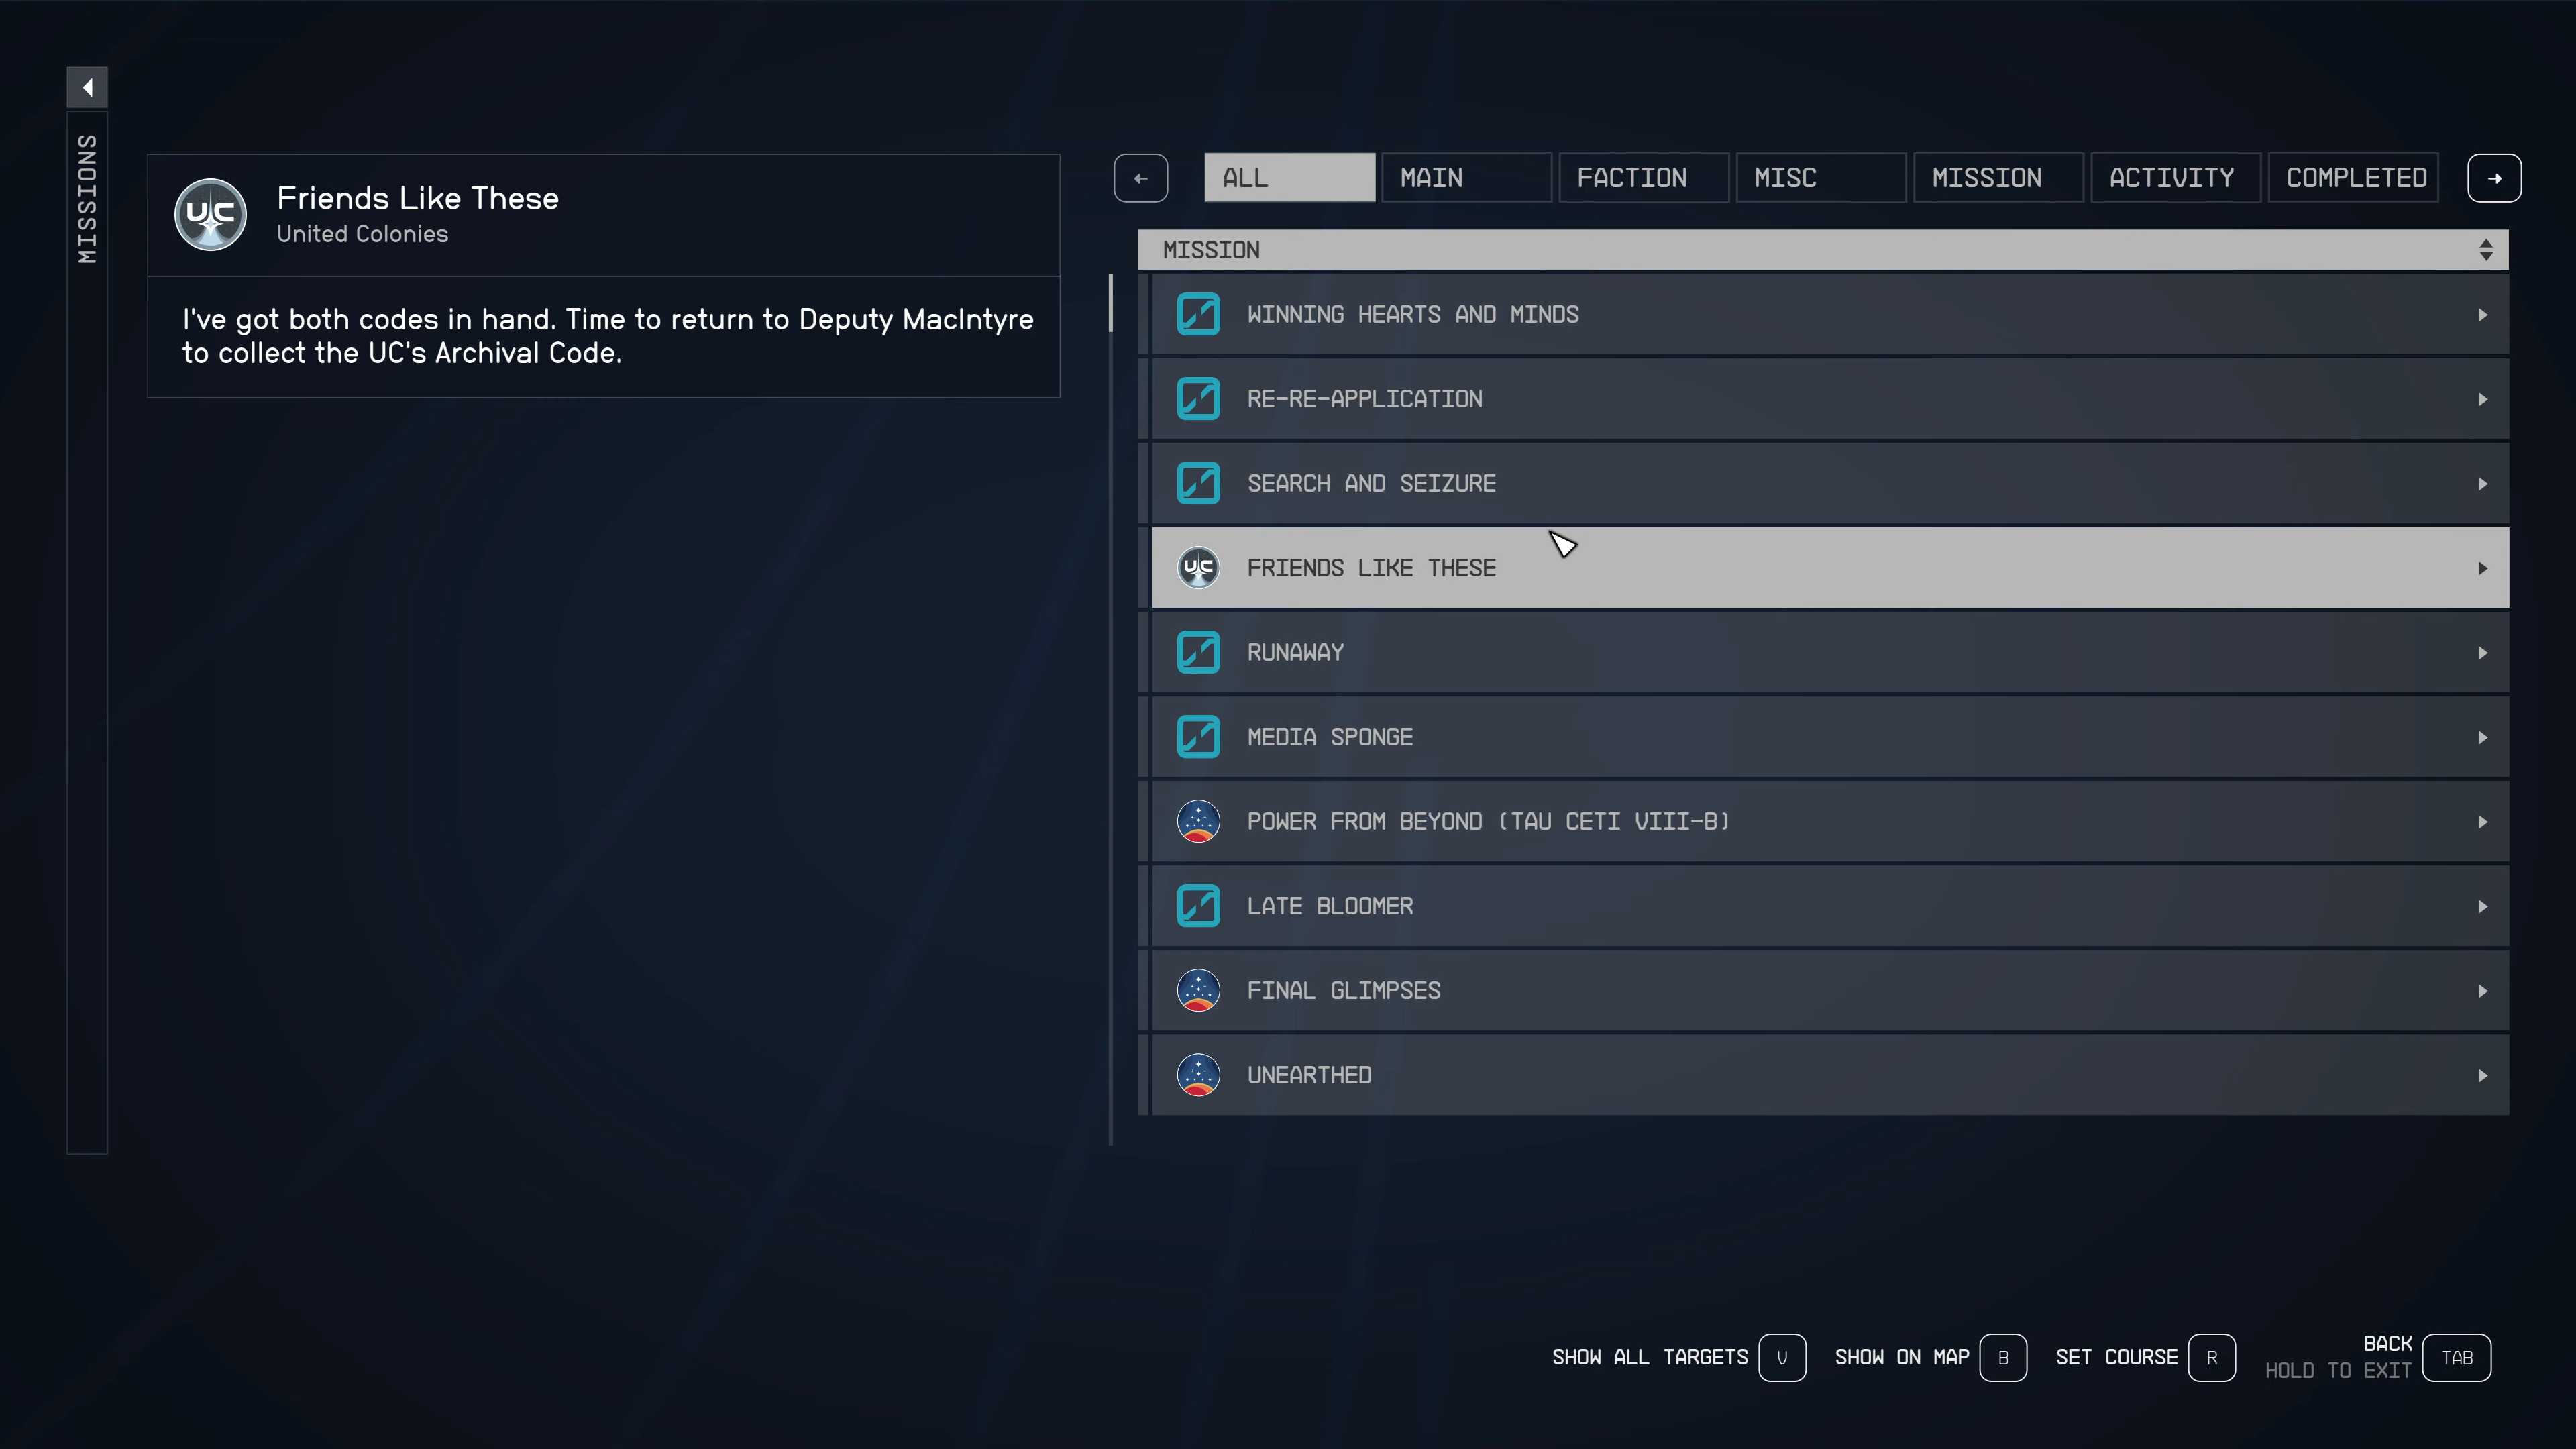 MISSIONS
UC
Friends Like These
United Colonies
I've got both codes in hand. Time to return to Deputy MacIntyre
to collect the UC's Archival Code.
ALL
MAIN
FACTION
MISC
MISSION
ACTIVITY
COMPLETED
MISSION
WINNING HEARTS AND MINDS
RE-RE-APPLICATION
SEARCH AND SEIZURE
UC
FRIENDS LIKE THESE
RUNAWAY
MEDIA SPONGE
POWER FROM BEYOND (TAU CETI VIII-B)
LATE BLOOMER
FINAL GLIMPSES
UNEARTHED
SHOW ALL TARGETS V
SHOW ON MAP B
SET COURSE R
BACK
HOLD TO EXIT
TAB